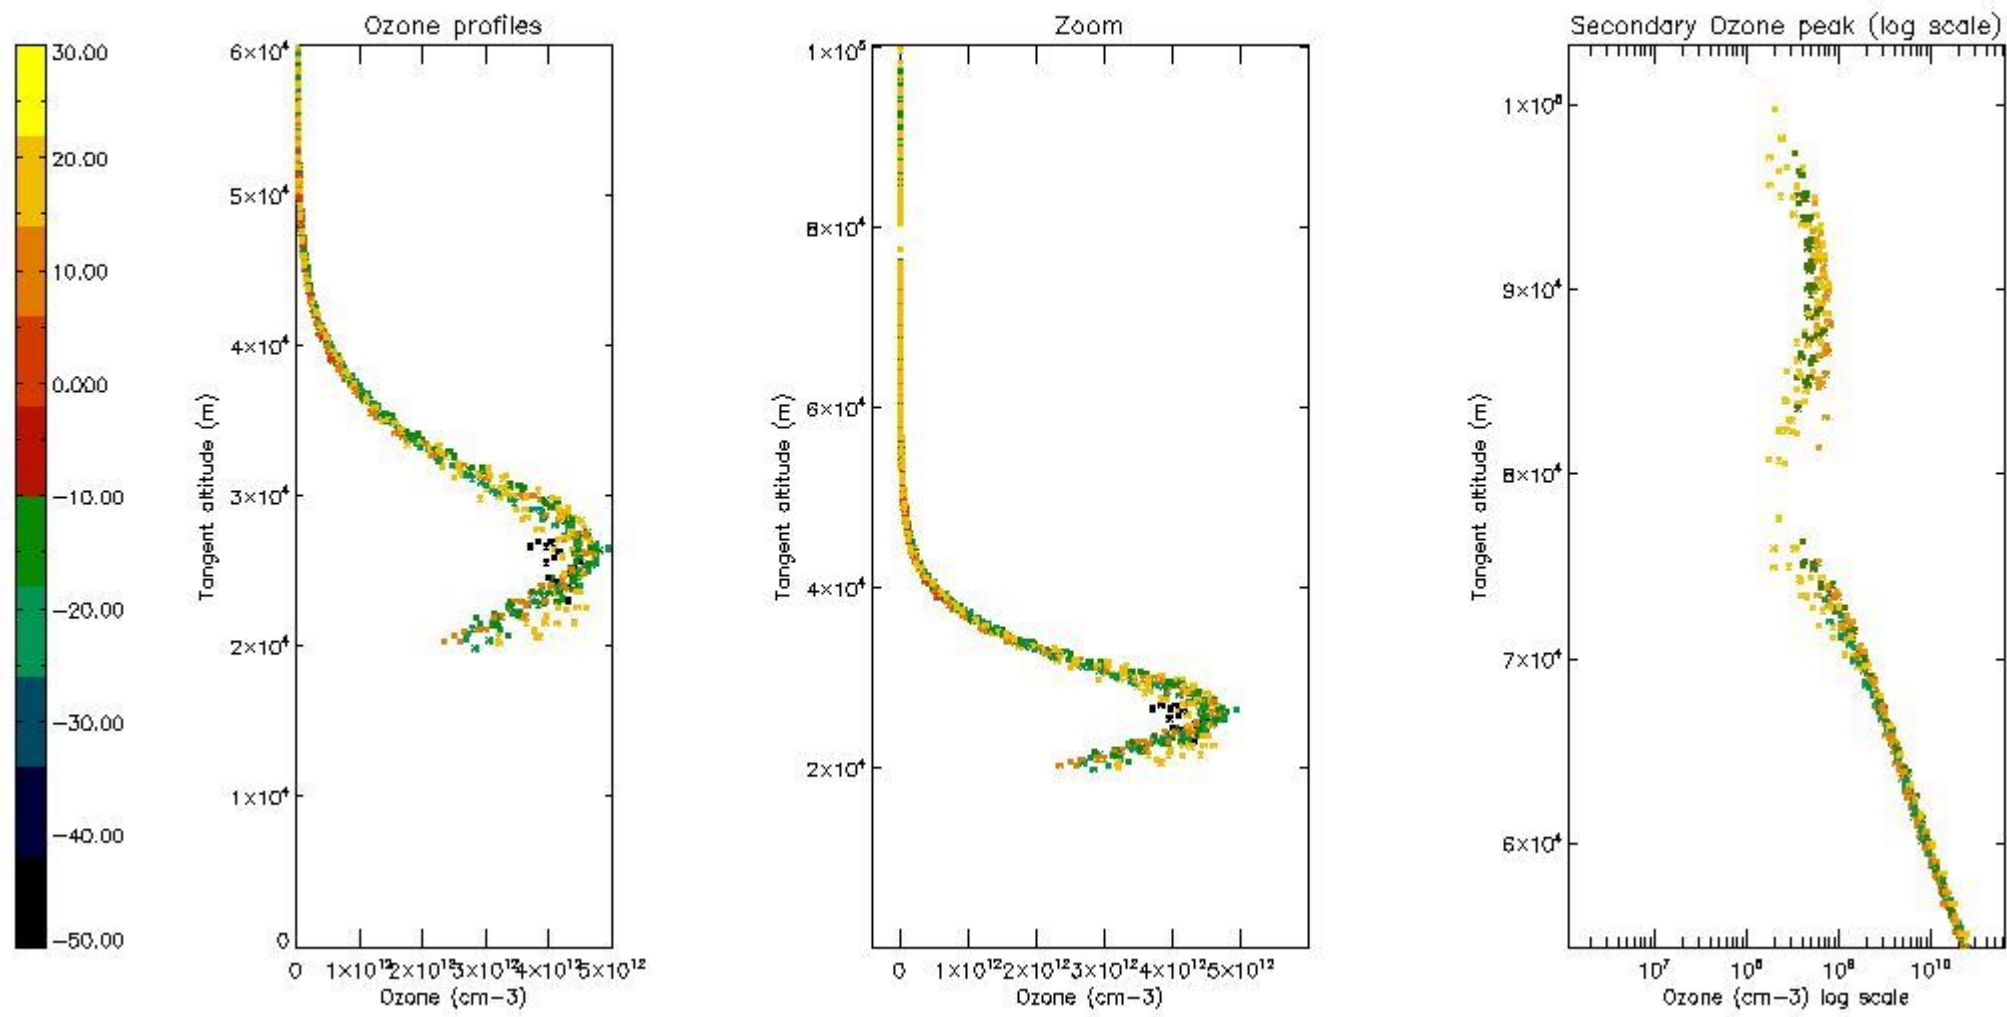 Ozone profiles
Zoom
Secondary Ozone peak (log scale)
30.00
20.00
10.00
0.000
−10.00
−20.00
−30.00
−40.00
−50.00
6×10⁴
5×10⁴
4×10⁴
3×10⁴
2×10⁴
1×10⁴
0
Tangent altitude (m)
0 1×10¹² 2×10¹² 3×10¹² 4×10¹² 5×10¹²
Ozone (cm−3)
1×10⁵
8×10⁴
6×10⁴
4×10⁴
2×10⁴
Tangent altitude (m)
0 1×10¹² 2×10¹² 3×10¹² 4×10¹² 5×10¹²
Ozone (cm−3)
1×10⁵
9×10⁴
8×10⁴
7×10⁴
6×10⁴
Tangent altitude (m)
10⁷ 10⁸ 10⁹ 10¹⁰
Ozone (cm−3) log scale